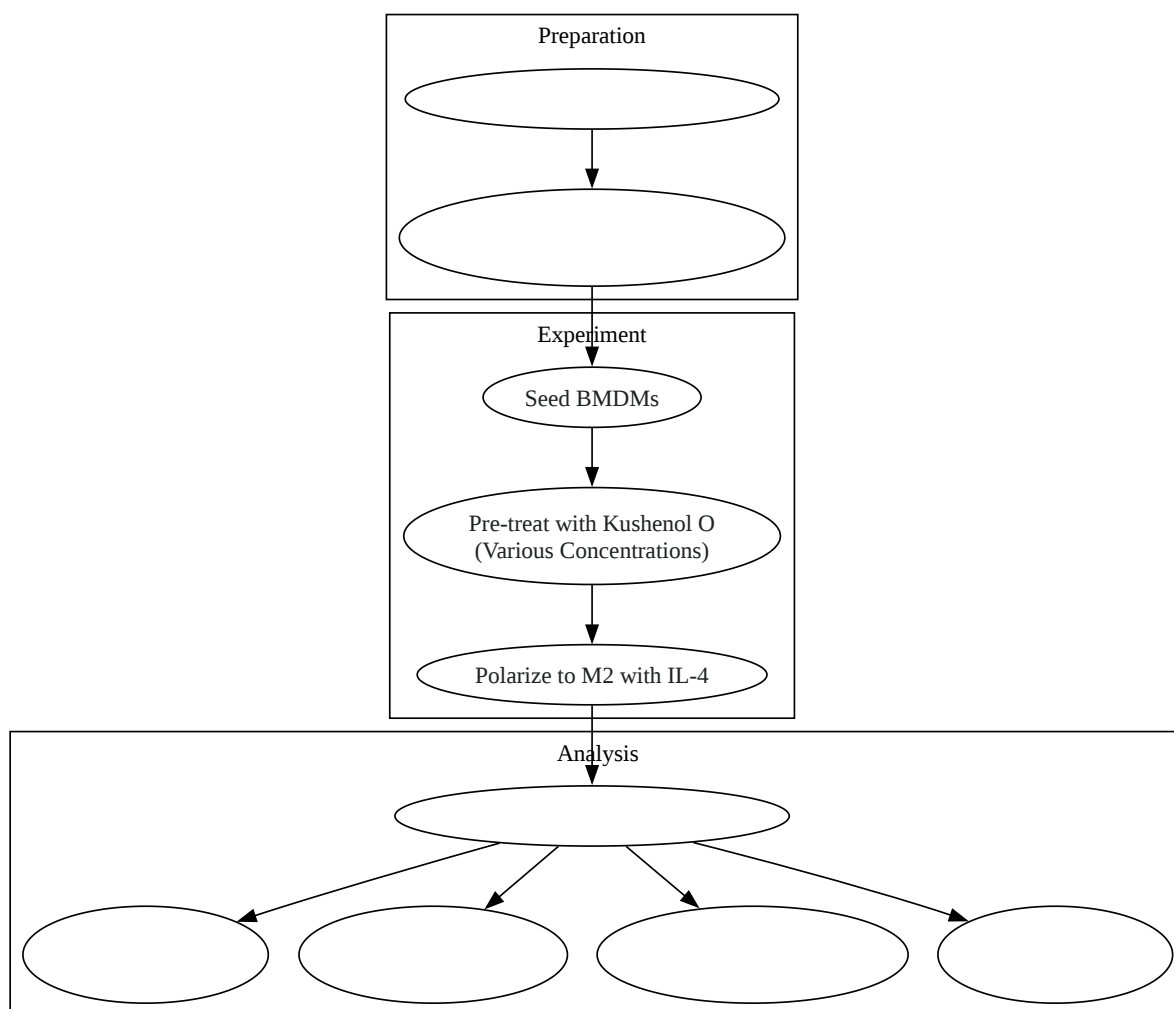 Preparation
Experiment
Seed BMDMs
Pre-treat with Kushenol O
(Various Concentrations)
Polarize to M2 with IL-4
Analysis